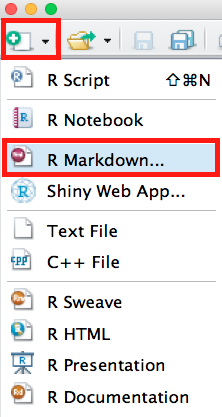 R Script ⇧⌘N
R Notebook
R Markdown...
Shiny Web App...
Text File
C++ File
R Sweave
R HTML
R Presentation
R Documentation